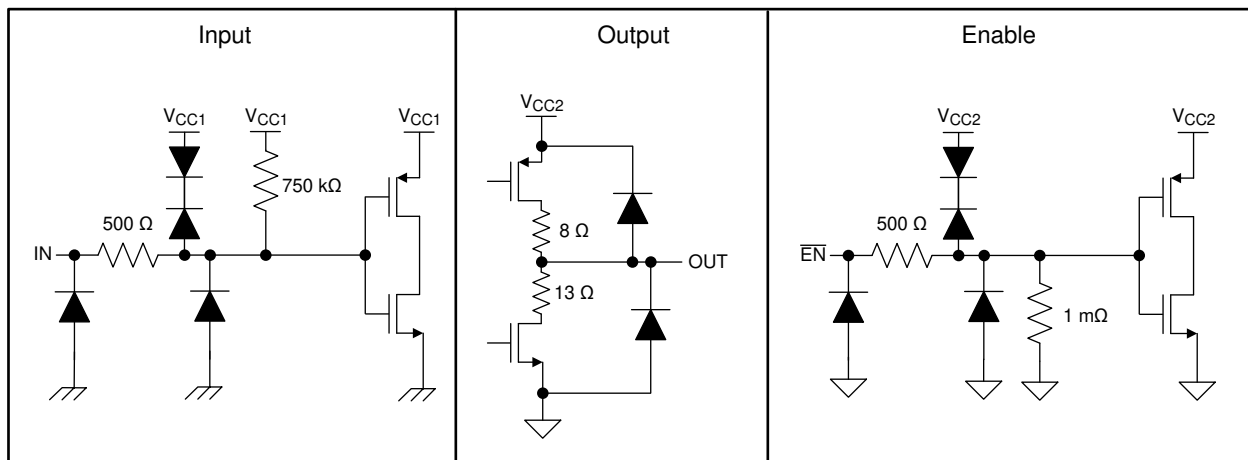 Input
Output
Enable
VCC1
VCC1
VCC1
750 kΩ
500 Ω
IN
VCC2
8 Ω
13 Ω
OUT
VCC2
VCC2
500 Ω
E̅N̅
1 mΩ